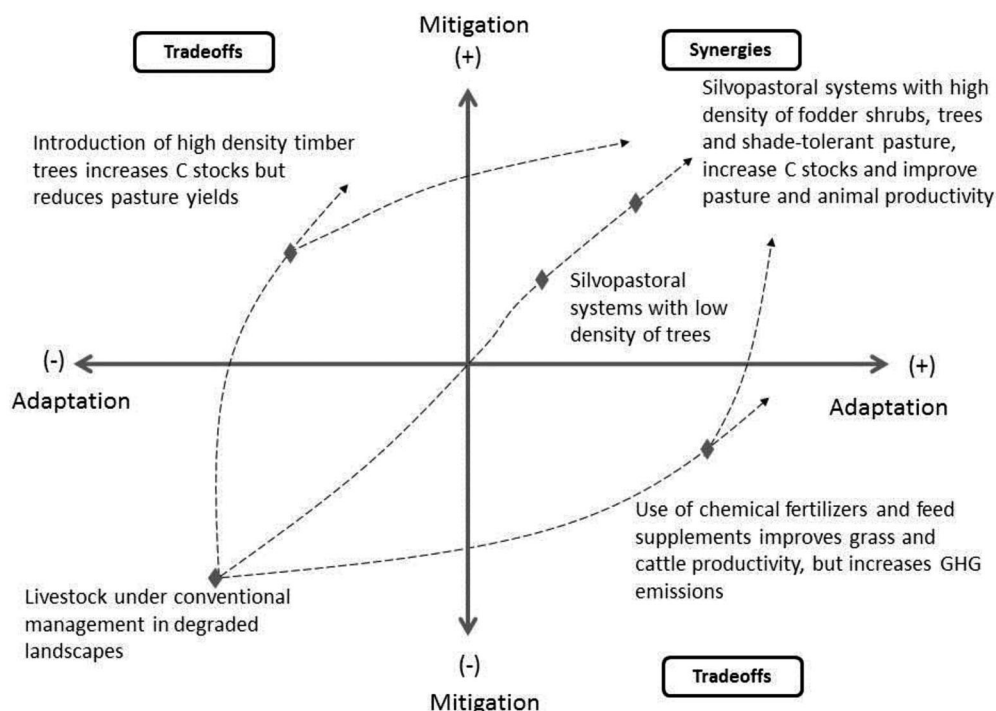 Tradeoffs
Mitigation
(+)
Synergies
Introduction of high density timber
trees increases C stocks but
reduces pasture yields
Silvopastoral systems with high
density of fodder shrubs, trees
and shade-tolerant pasture,
increase C stocks and improve
pasture and animal productivity
Silvopastoral
systems with low
density of trees
(-)
Adaptation
(+)
Adaptation
Livestock under conventional
management in degraded
landscapes
Use of chemical fertilizers and feed
supplements improves grass and
cattle productivity, but increases GHG
emissions
(-)
Mitigation
Tradeoffs